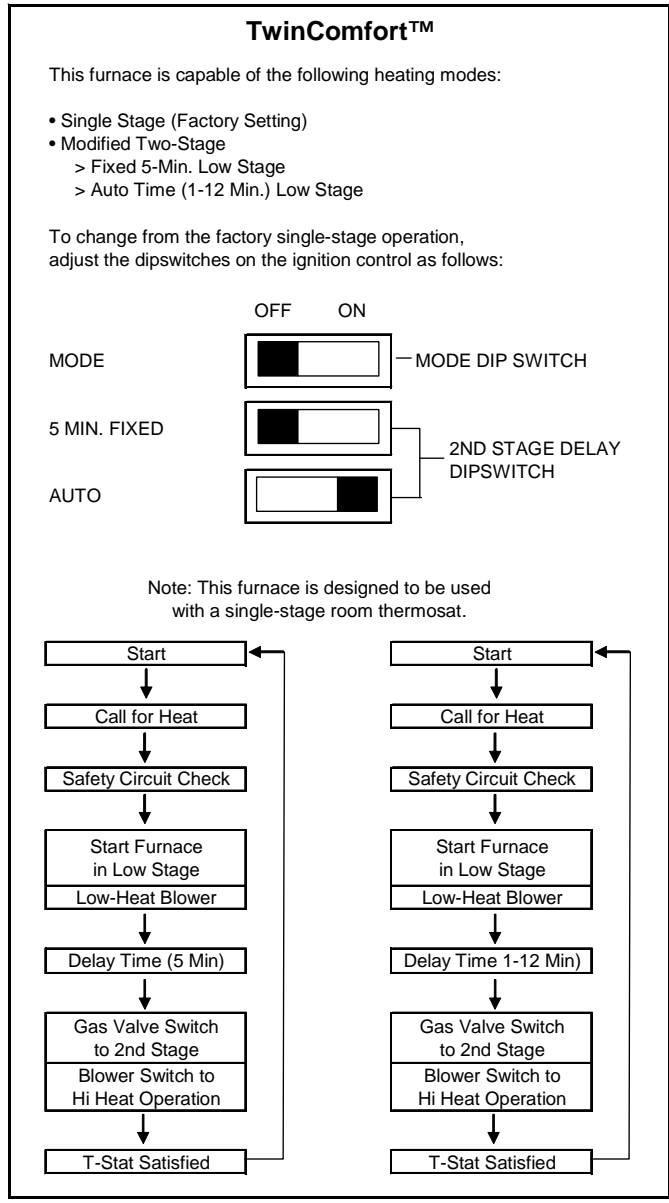 TwinComfort™
This furnace is capable of the following heating modes:
• Single Stage (Factory Setting)
• Modified Two-Stage
> Fixed 5-Min. Low Stage
> Auto Time (1-12 Min.) Low Stage
To change from the factory single-stage operation,
adjust the dipswitches on the ignition control as follows:
OFF ON
MODE
MODE DIP SWITCH
5 MIN. FIXED
2ND STAGE DELAY
DIPSWITCH
AUTO
Note: This furnace is designed to be used
with a single-stage room thermosat.
Start
Call for Heat
Safety Circuit Check
Start Furnace
in Low Stage
Low-Heat Blower
Delay Time (5 Min)
Gas Valve Switch
to 2nd Stage
Blower Switch to
Hi Heat Operation
T-Stat Satisfied
Start
Call for Heat
Safety Circuit Check
Start Furnace
in Low Stage
Low-Heat Blower
Delay Time 1-12 Min)
Gas Valve Switch
to 2nd Stage
Blower Switch to
Hi Heat Operation
T-Stat Satisfied